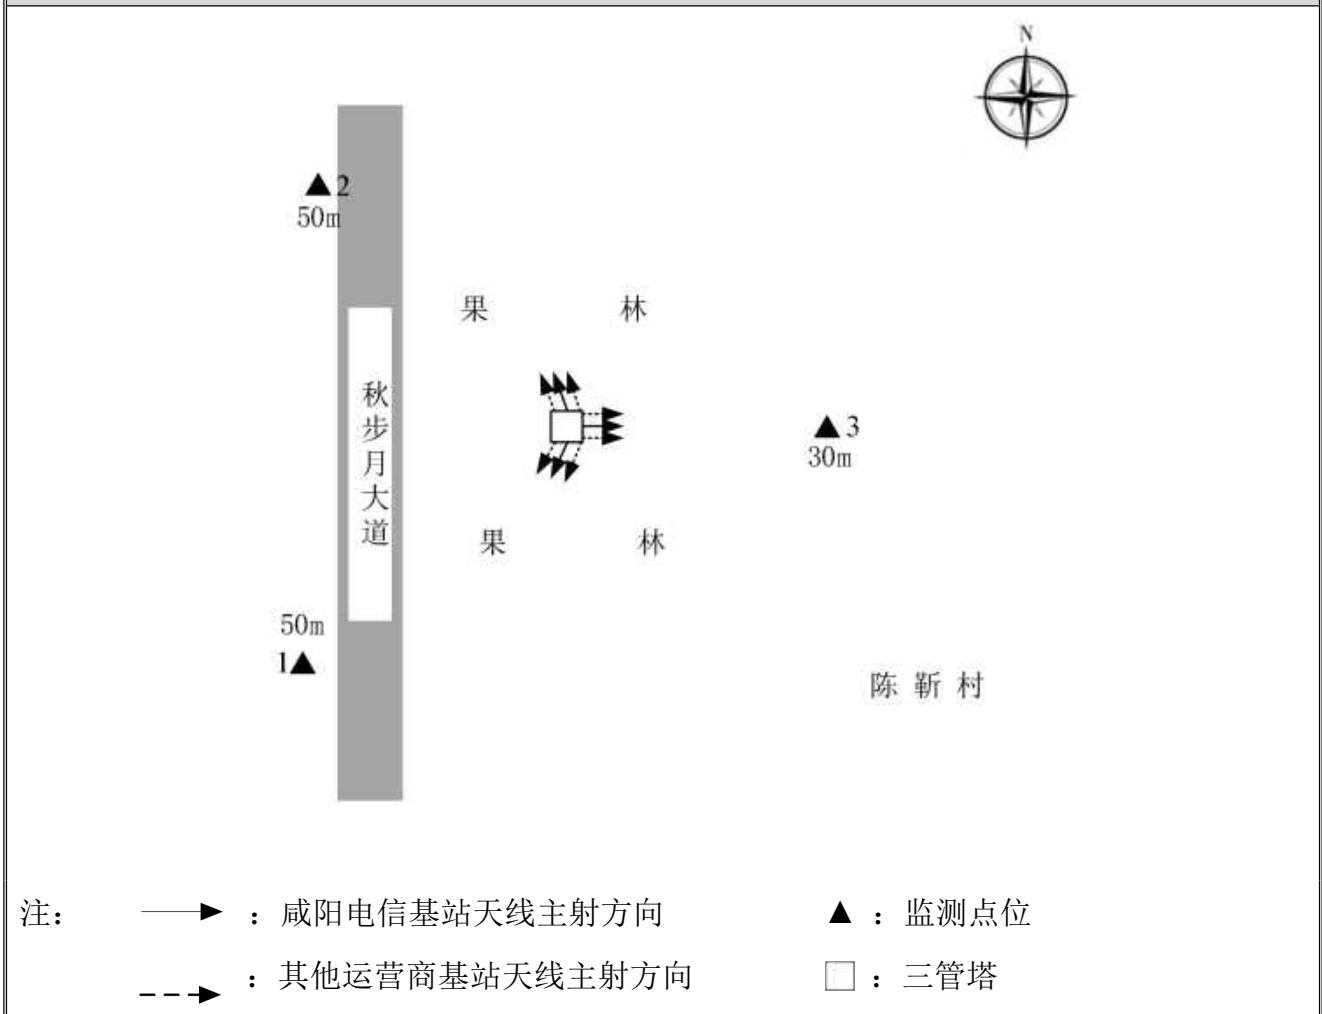 N
2
50m
果 林
秋步月大道
3
30m
果 林
50m
1
陈靳村
注：
：咸阳电信基站天线主射方向
：监测点位
：其他运营商基站天线主射方向
：三管塔